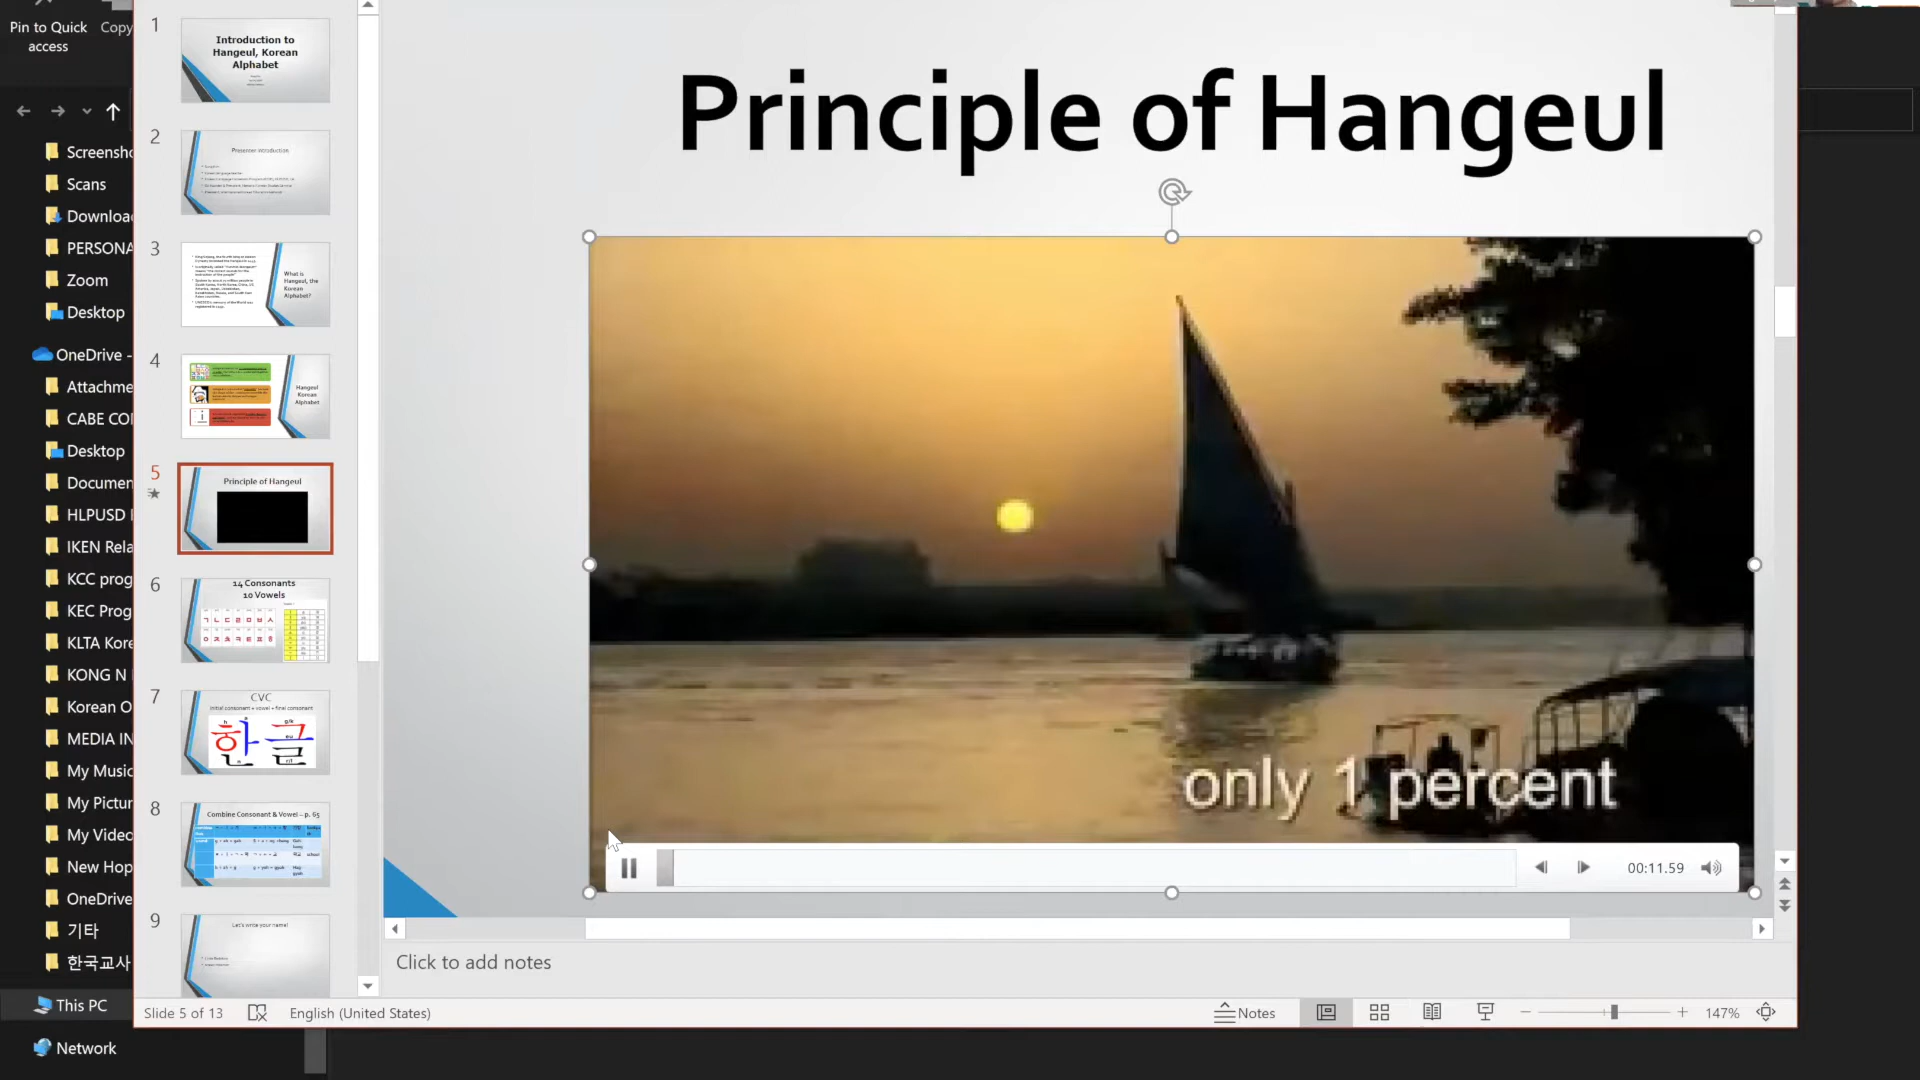 Pin to Quick
access
Copy
Screensho
Scans
Downloa
PERSONA
Zoom
Desktop
OneDrive -
Attachme
CABE CO
Desktop
Documen
HLPUSD
IKEN Rela
KCC prog
KEC Prog
KLTA Kore
KONG N
Korean O
MEDIA IN
My Music
My Pictur
My Video
New Hop
OneDrive
기타
한국교사
This PC
Network
1
Introduction to
Hangeul, Korean
Alphabet
2
Presenter Introduction
3
What is
Hangeul, the
Korean
Alphabet?
4
Hangeul
Korean
Alphabet
5
Principle of Hangeul
6
14 Consonants
10 Vowels
ㄱ ㄴ ㄷ ㄹ ㅁ ㅂ ㅅ
ㅇ ㅈ ㅊ ㅋ ㅌ ㅍ ㅎ
7
CVC
Initial consonant + vowel + final consonant
한글
8
Combine Consonant & Vowel – p. 65
9
Let's write your name!
Principle of Hangeul
only 1 percent
00:11.59
Click to add notes
Slide 5 of 13
English (United States)
Notes
147%